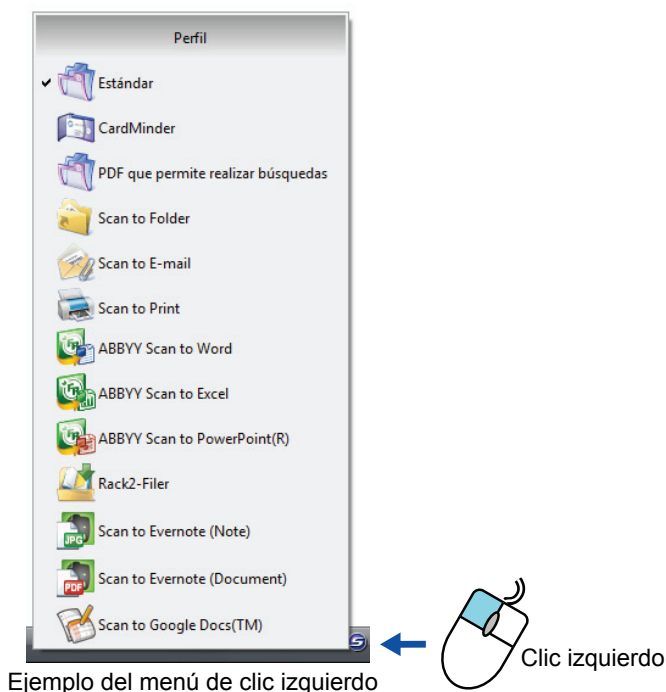 Perfil
Estándar
CardMinder
PDF que permite realizar búsquedas
Scan to Folder
Scan to E-mail
Scan to Print
ABBYY Scan to Word
ABBYY Scan to Excel
ABBYY Scan to PowerPoint(R)
Rack2-Filer
JPG Scan to Evernote (Note)
PDF Scan to Evernote (Document)
Scan to Google Docs(TM)
S
Clic izquierdo
Ejemplo del menú de clic izquierdo